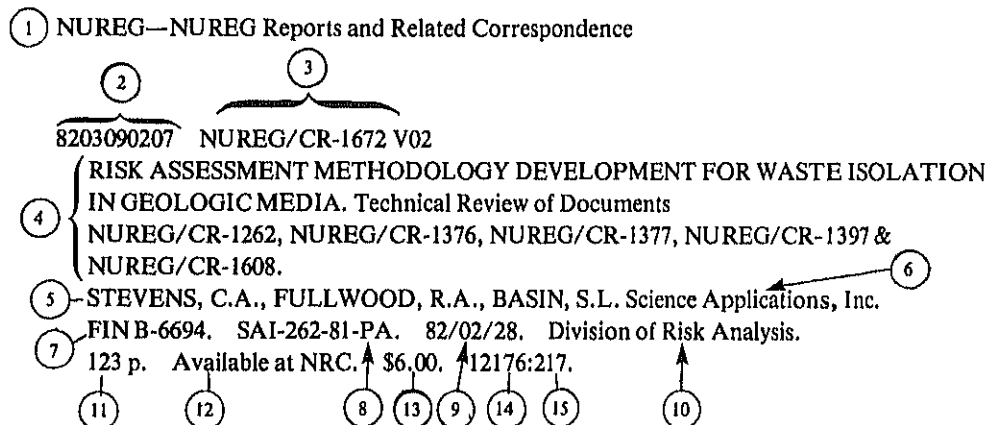 1 NUREG—NUREG Reports and Related Correspondence
2 3
8203090207 NUREG/CR-1672 V02
RISK ASSESSMENT METHODOLOGY DEVELOPMENT FOR WASTE ISOLATION
4 IN GEOLOGIC MEDIA. Technical Review of Documents
NUREG/CR-1262, NUREG/CR-1376, NUREG/CR-1377, NUREG/CR-1397 &
NUREG/CR-1608. 6
5 STEVENS, C.A., FULLWOOD, R.A., BASIN, S.L. Science Applications, Inc.
7 FIN B-6694. SAI-262-81-PA. 82/02/28. Division of Risk Analysis.
123 p. Available at NRC. $6.00. 12176:217.
11 12 8 13 9 14 15 10